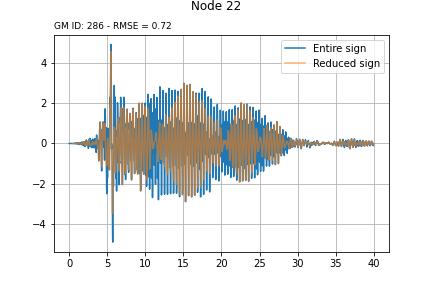 Node 22
GM ID: 286 - RMSE = 0.72
Entire sign
Reduced sign
4
2
0
−2
−4
0 5 10 15 20 25 30 35 40